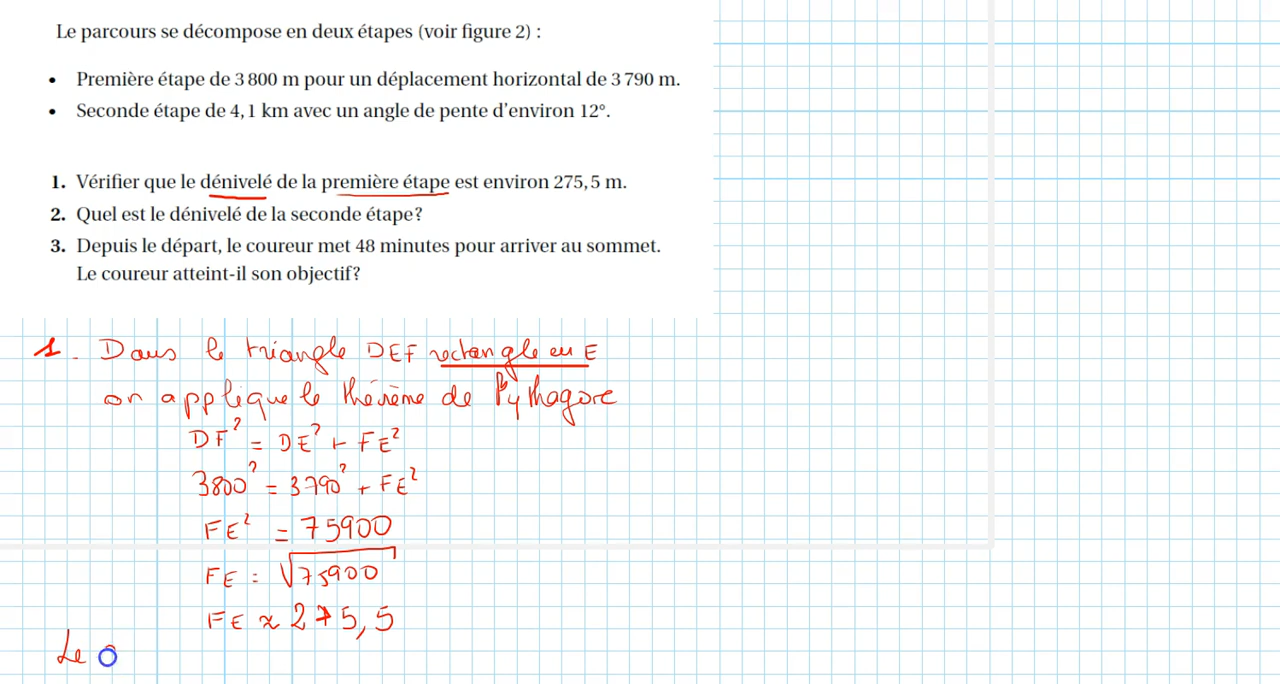 Le parcours se décompose en deux étapes (voir figure 2) :
• Première étape de 3 800 m pour un déplacement horizontal de 3 790 m.
• Seconde étape de 4,1 km avec un angle de pente d'environ 12°.
1. Vérifier que le dénivelé de la première étape est environ 275,5 m.
2. Quel est le dénivelé de la seconde étape?
3. Depuis le départ, le coureur met 48 minutes pour arriver au sommet.
Le coureur atteint-il son objectif?
1. Dans le triangle DEF rectangle en E
on applique le théorème de Pythagore
DF² = DE² + FE²
3800² = 3790² + FE²
FE² = 75900
FE = √75900
FE ≈ 275,5
Le